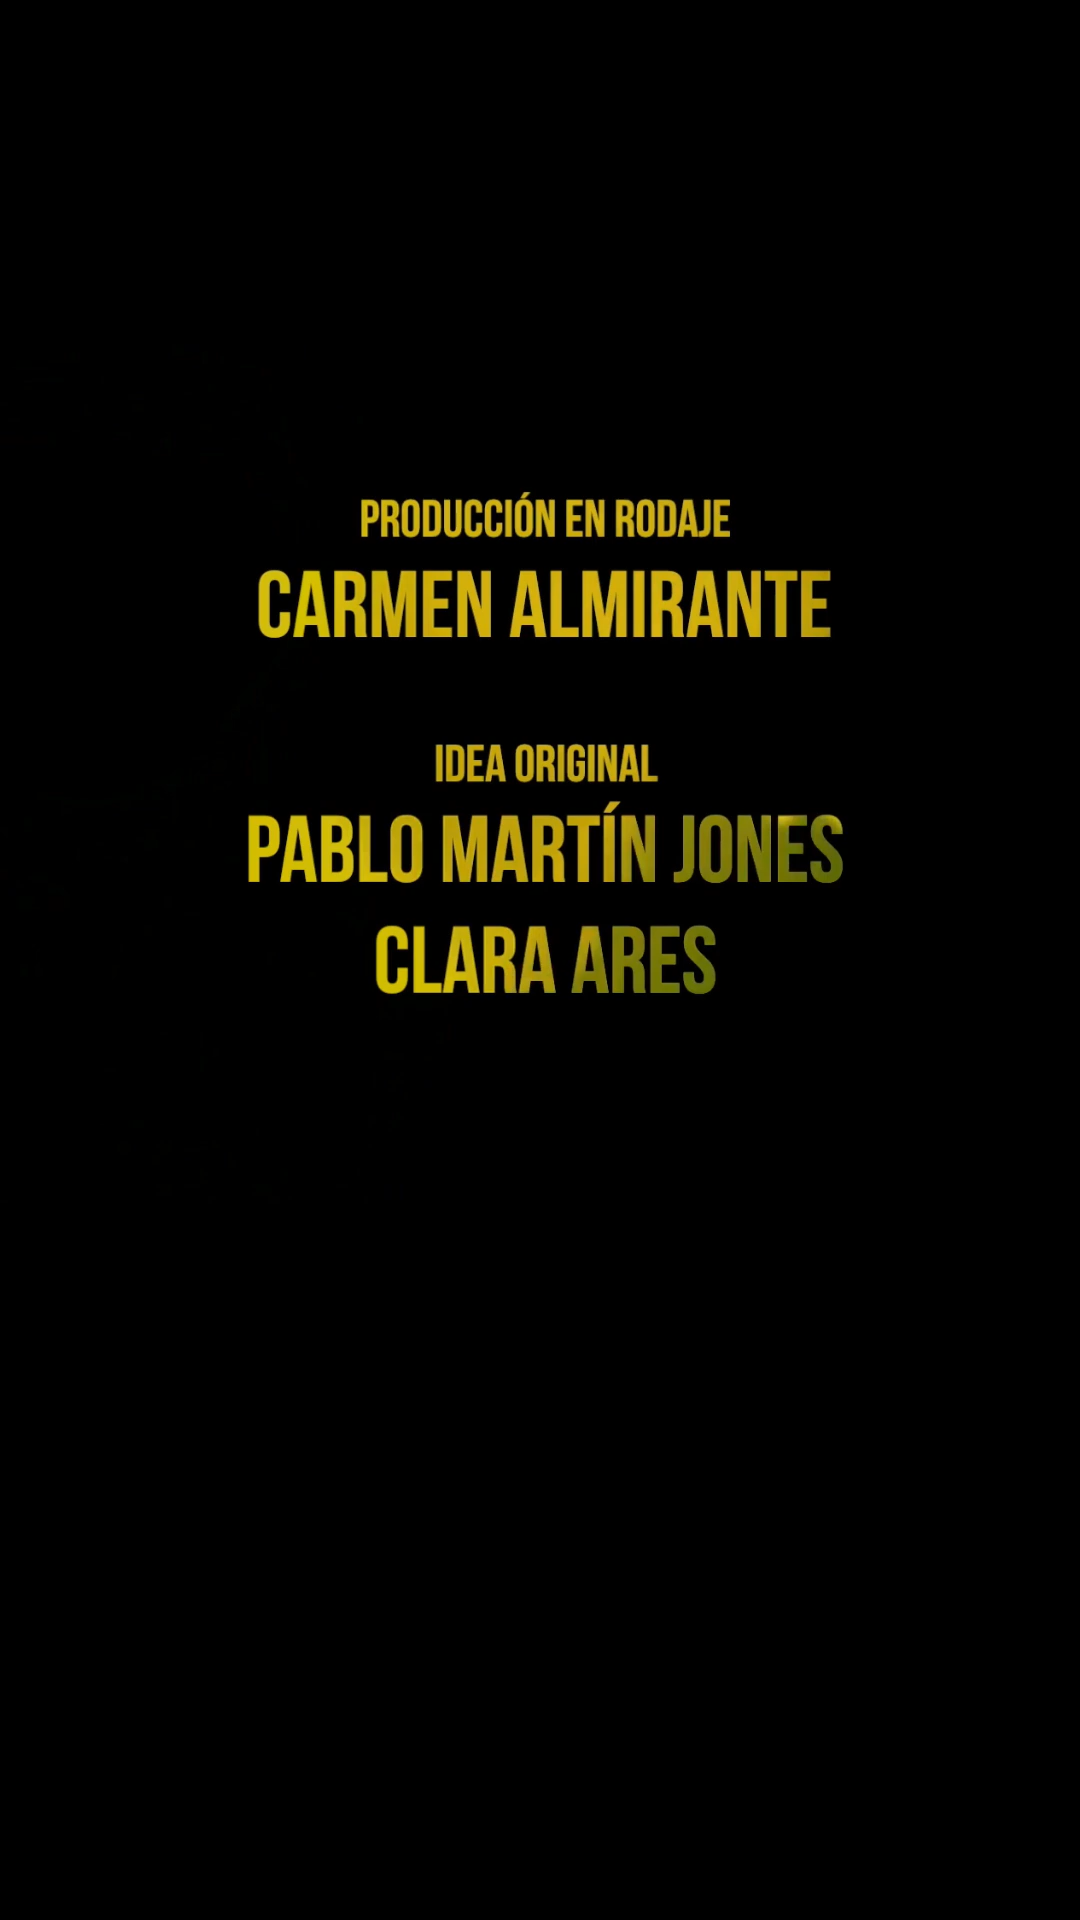 PRODUCCIÓN EN RODAJE
CARMEN ALMIRANTE
IDEA ORIGINAL
PABLO MARTÍN JONES
CLARA ARES